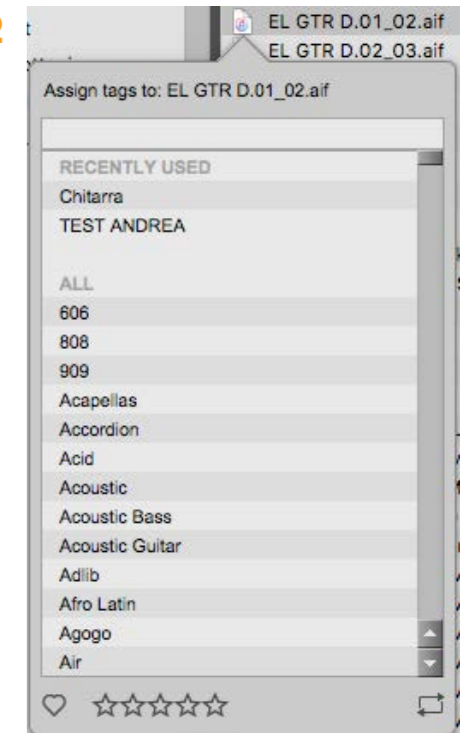 2
EL GTR D.01_02.aif
EL GTR D.02_03.aif
Assign tags to: EL GTR D.01_02.aif
RECENTLY USED
Chitarra
TEST ANDREA
ALL
606
808
909
Acapellas
Accordion
Acid
Acoustic
Acoustic Bass
Acoustic Guitar
Adlib
Afro Latin
Agogo
Air